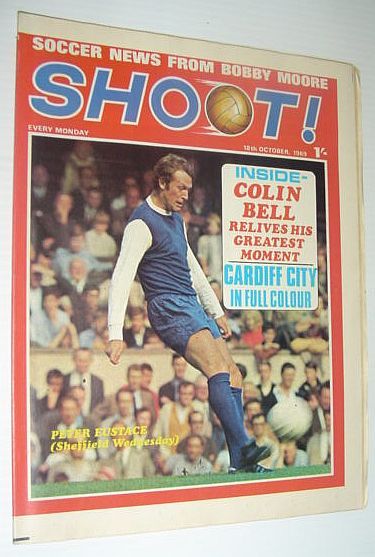 SOCCER NEWS FROM BOBBY MOORE
SHOOT!
EVERY MONDAY
18th OCTOBER, 1969
1/-
INSIDE-
COLIN
BELL
RELIVES HIS
GREATEST
MOMENT
CARDIFF CITY
IN FULL COLOUR
PETER EUSTACE
(Sheffield Wednesday)